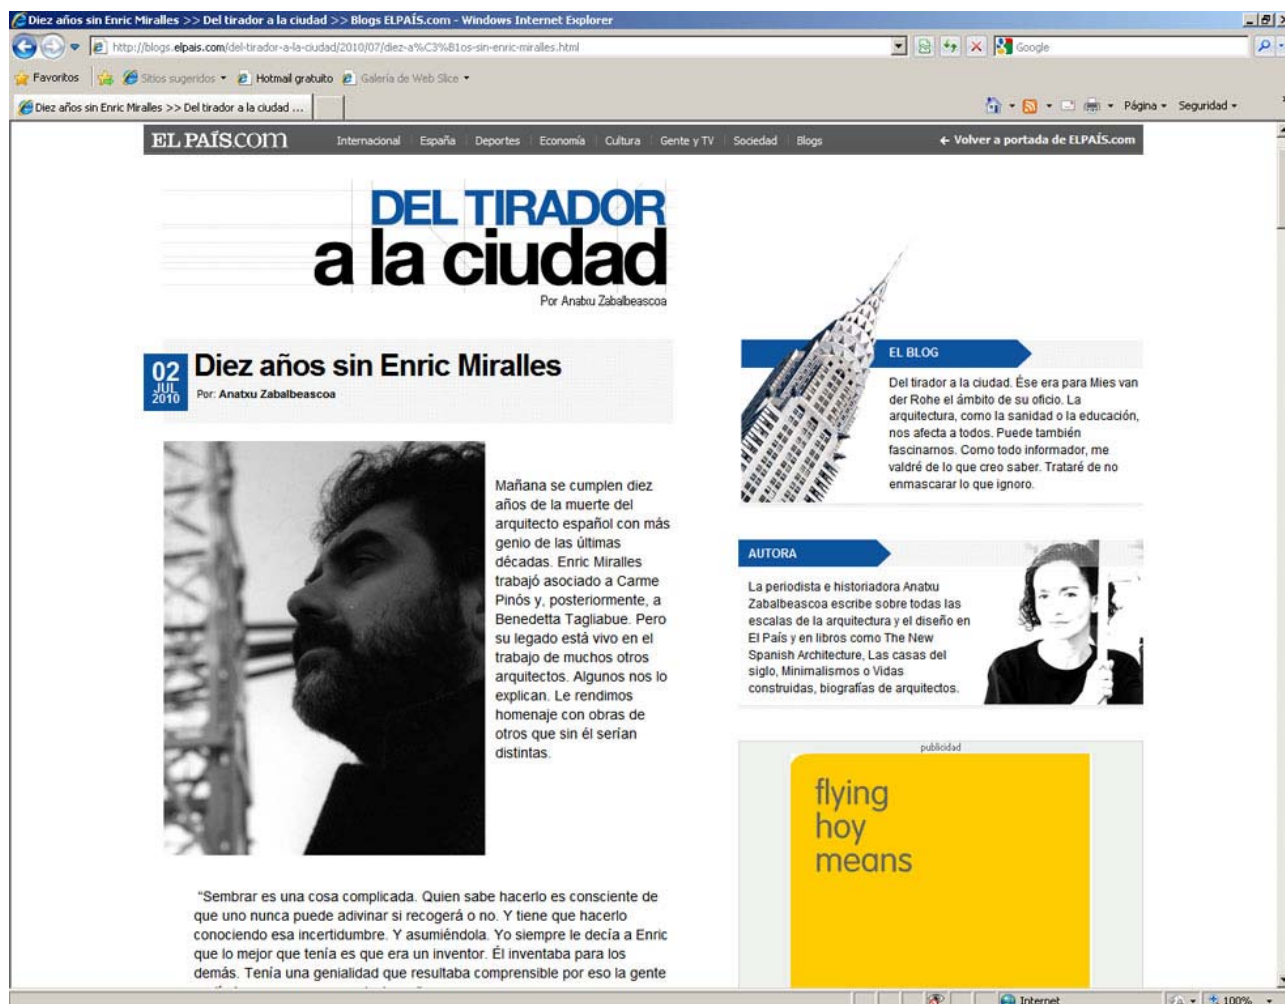 Diez años sin Enric Miralles >> Del tirador a la ciudad >> Blogs ELPAÍS.com - Windows Internet Explorer
http://blogs.elpais.com/del-tirador-a-la-ciudad/2010/07/diez-a%C3%B1os-sin-enric-miralles.html
Google
Favoritos
Sitios sugeridos
Hotmail gratuito
Galería de Web Slice
Diez años sin Enric Miralles >> Del tirador a la ciudad ...
Página
Seguridad
EL PAÍS.COM
Internacional
España
Deportes
Economía
Cultura
Gente y TV
Sociedad
Blogs
Volver a portada de ELPAÍS.com
DEL TIRADOR
a la ciudad
Por Anatxu Zabalbeascoa
02
JUL
2010
Diez años sin Enric Miralles
Por: Anatxu Zabalbeascoa
Mañana se cumplen diez
años de la muerte del
arquitecto español con más
genio de las últimas
décadas. Enric Miralles
trabajó asociado a Carme
Pinós y, posteriormente, a
Benedetta Tagliabue. Pero
su legado está vivo en el
trabajo de muchos otros
arquitectos. Algunos nos lo
explican. Le rendimos
homenaje con obras de
otros que sin él serían
distintas.
“Sembrar es una cosa complicada. Quien sabe hacerlo es consciente de
que uno nunca puede adivinar si recogerá o no. Y tiene que hacerlo
conociendo esa incertidumbre. Y asumiéndola. Yo siempre le decía a Enric
que lo mejor que tenía es que era un inventor. Él inventaba para los
demás. Tenía una genialidad que resultaba comprensible por eso la gente
EL BLOG
Del tirador a la ciudad. Ése era para Mies van
der Rohe el ámbito de su oficio. La
arquitectura, como la sanidad o la educación,
nos afecta a todos. Puede también
fascinarnos. Como todo informador, me
valdré de lo que creo saber. Trataré de no
enmascarar lo que ignoro.
AUTORA
La periodista e historiadora Anatxu
Zabalbeascoa escribe sobre todas las
escalas de la arquitectura y el diseño en
El País y en libros como The New
Spanish Architecture, Las casas del
siglo, Minimalismos o Vidas
construidas, biografías de arquitectos.
publicidad
flying
hoy
means
Internet
100%